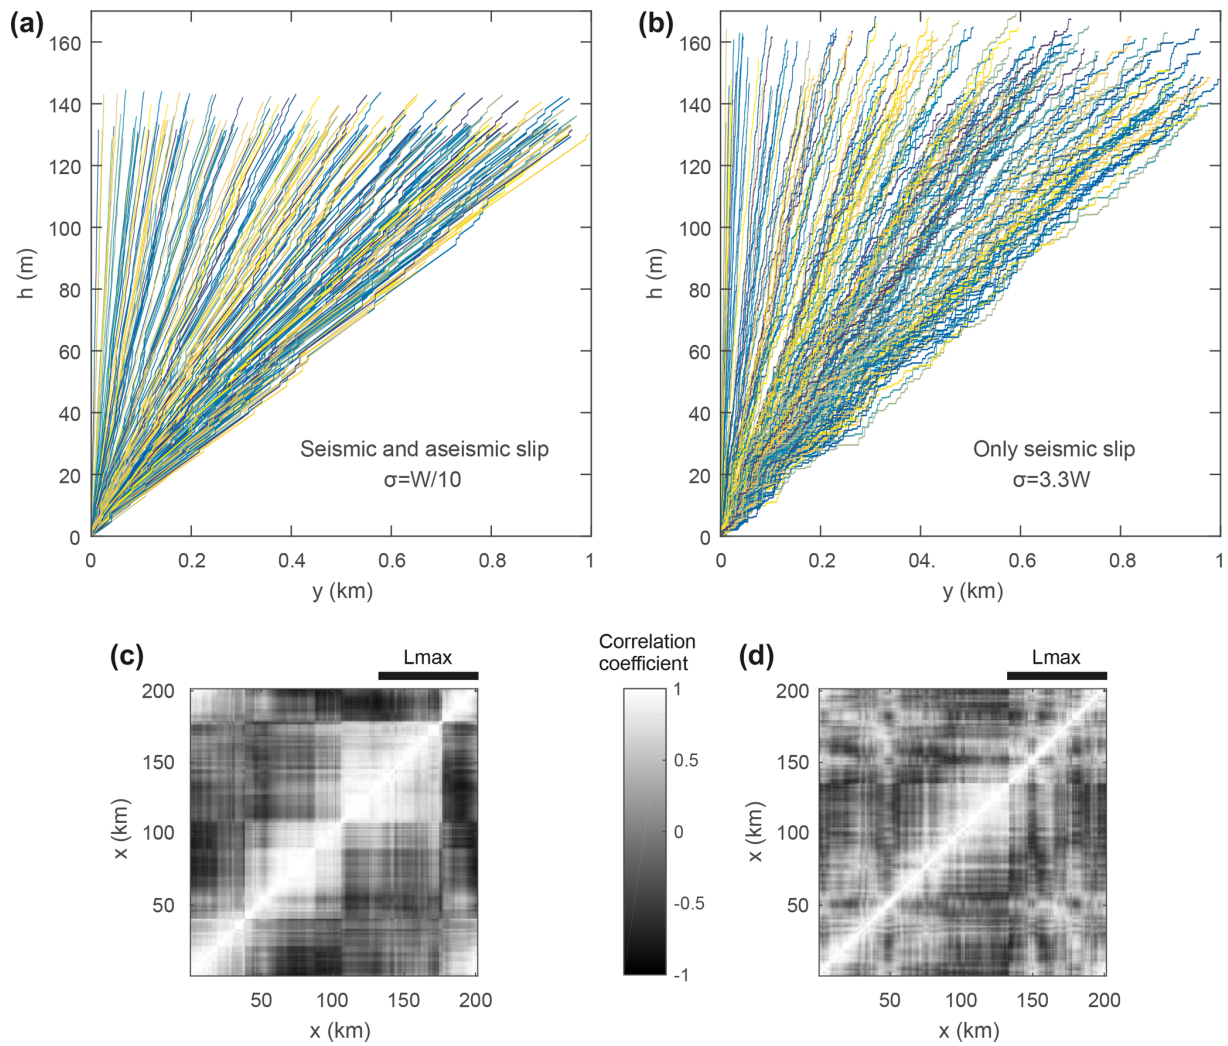 (a)
160
140
120
100
80
60
40
20
0
h (m)
Seismic and aseismic slip
σ=W/10
0 0.2 0.4 0.6 0.8 1
y (km)
(b)
160
140
120
100
80
60
40
20
0
h (m)
Only seismic slip
σ=3.3W
0 0.2 04. 0.6 0.8 1
y (km)
(c)
Lmax
200
150
100
50
x (km)
50 100 150 200
x (km)
Correlation
coefficient
1
0.5
0
-0.5
-1
(d)
Lmax
200
150
100
50
x (km)
50 100 150 200
x (km)